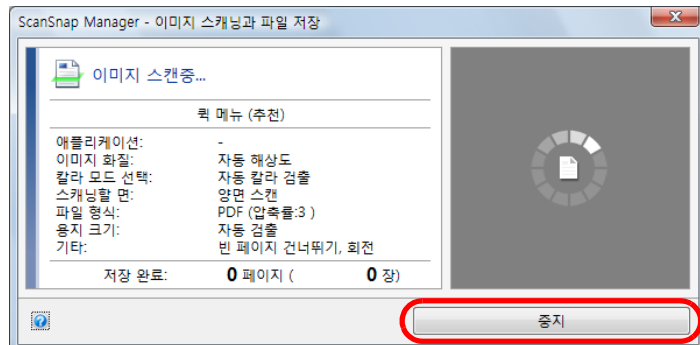 ScanSnap Manager - 이미지 스캐닝과 파일 저장
이미지 스캔중...
퀵 메뉴 (추천)
애플리케이션: -
이미지 화질: 자동 해상도
칼라 모드 선택: 자동 칼라 검출
스캐닝할 면: 양면 스캔
파일 형식: PDF (압축률:3 )
용지 크기: 자동 검출
기타: 빈 페이지 건너뛰기, 회전
저장 완료: 0 페이지 ( 0 장)
중지